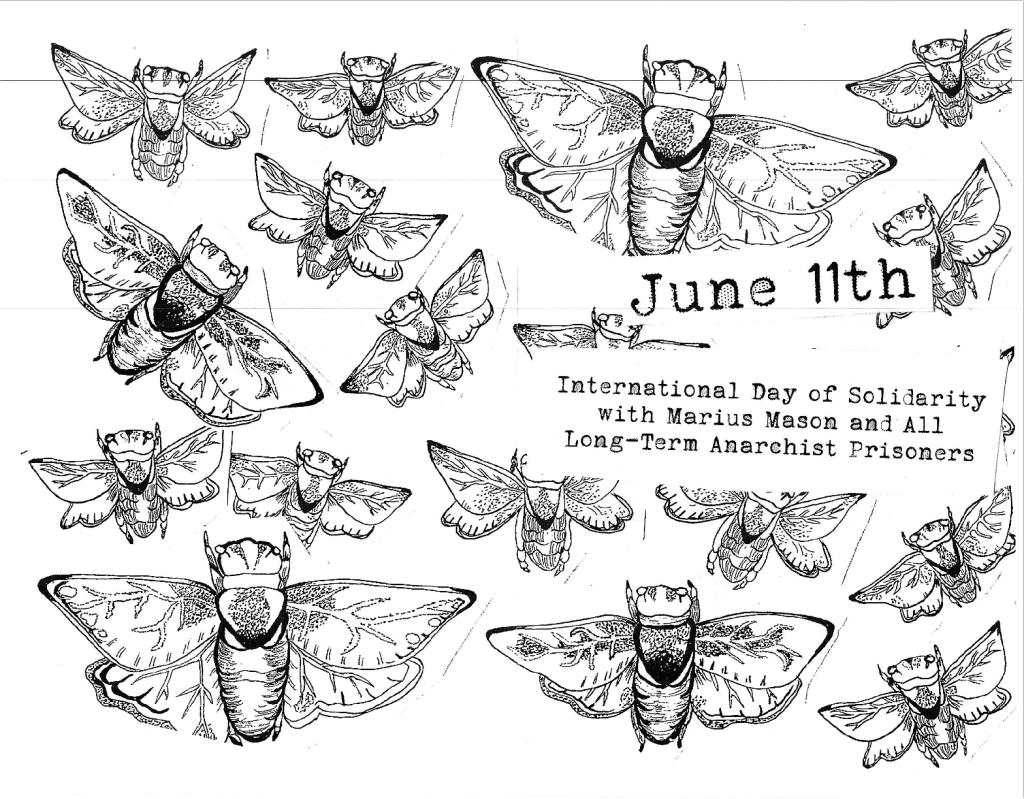 June 11th
International Day of Solidarity
with Marius Mason and All
Long-Term Anarchist Prisoners